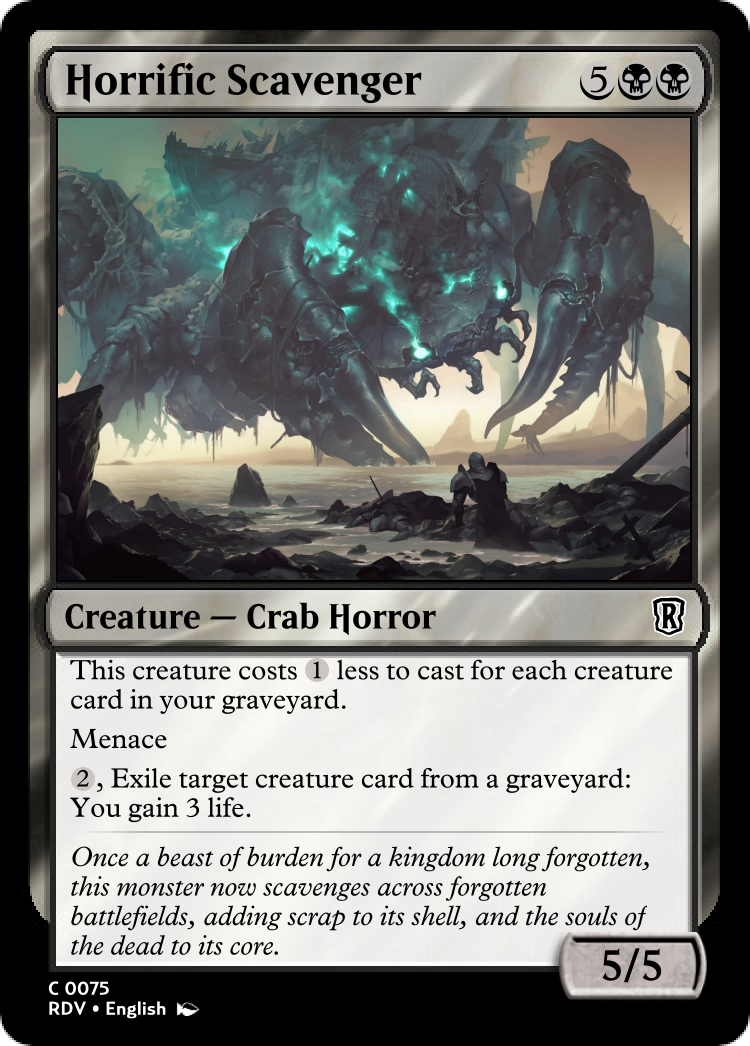 Horrific Scavenger 5
Creature — Crab Horror R
This creature costs 1 less to cast for each creature
card in your graveyard.
Menace
2, Exile target creature card from a graveyard:
You gain 3 life.
Once a beast of burden for a kingdom long forgotten,
this monster now scavenges across forgotten
battlefields, adding scrap to its shell, and the souls of
the dead to its core.
5/5
C 0075
RDV • English